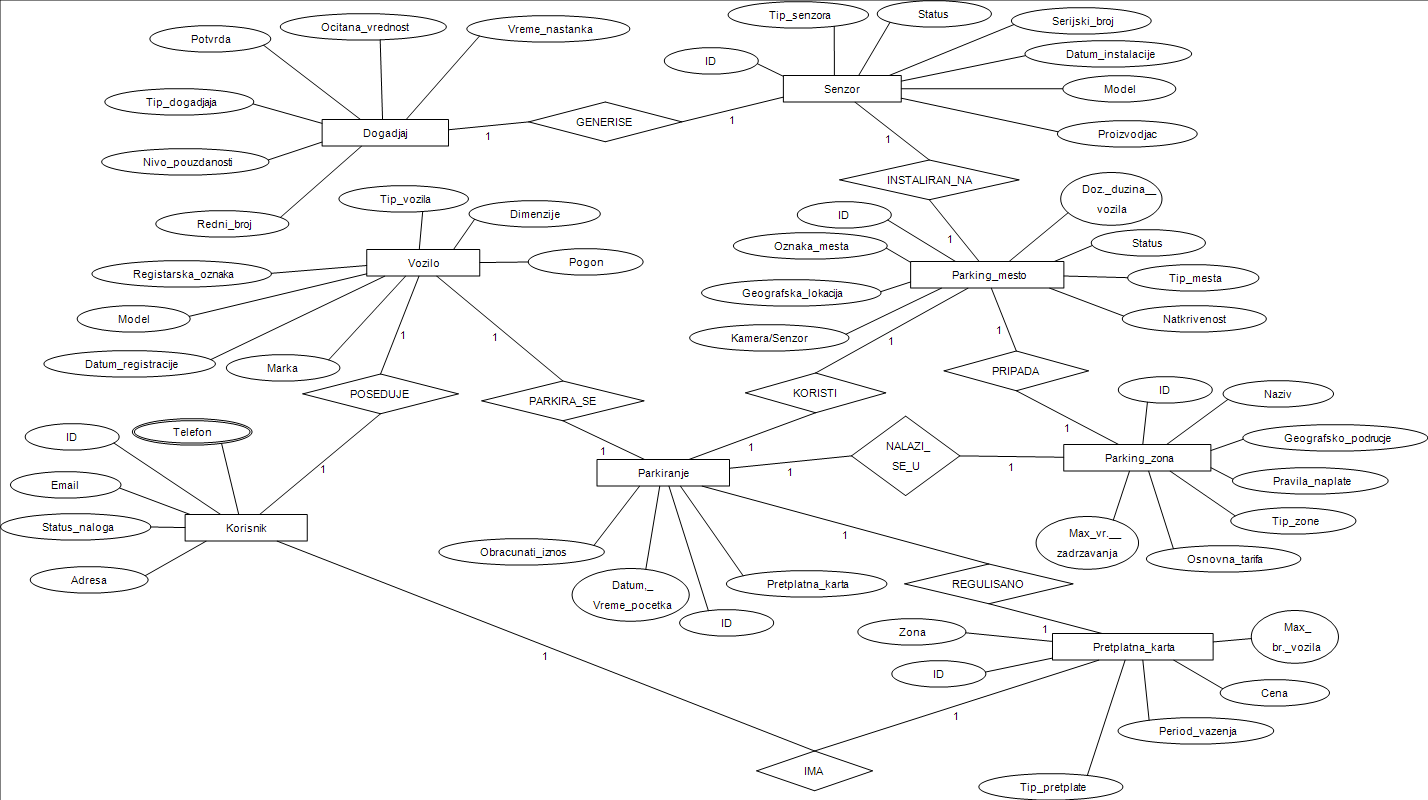 Tip_senzora
Status
Serijski_broj
Ocitana_vrednost
Vreme_nastanka
Potvrda
Datum_instalacije
ID
Senzor
Model
Tip_dogadjaja
GENERISE
1
1
Dogadjaj
Proizvodjac
1
Nivo_pouzdanosti
INSTALIRAN_NA
Doz._duzina__
vozila
Tip_vozila
Dimenzije
ID
Redni_broj
1
Status
Oznaka_mesta
Vozilo
Pogon
Registarska_oznaka
Parking_mesto
Tip_mesta
Geografska_lokacija
Model
Natkrivenost
1
1
1
Kamera/Senzor
1
Datum_registracije
Marka
PRIPADA
POSEDUJE
PARKIRA_SE
KORISTI
ID
Naziv
Telefon
1
ID
Geografsko_podrucje
NALAZI_
SE_U
1
1
Parking_zona
1
1
1
Parkiranje
Email
Pravila_naplate
Status_naloga
Korisnik
Tip_zone
Max_vr.__
zadrzavanja
1
Obracunati_iznos
Osnovna_tarifa
Adresa
Datum,_
Vreme_pocetka
Pretplatna_karta
REGULISANO
ID
Zona
1
Max_
br._vozila
Pretplatna_karta
1
ID
Cena
1
Period_vazenja
IMA
Tip_pretplate